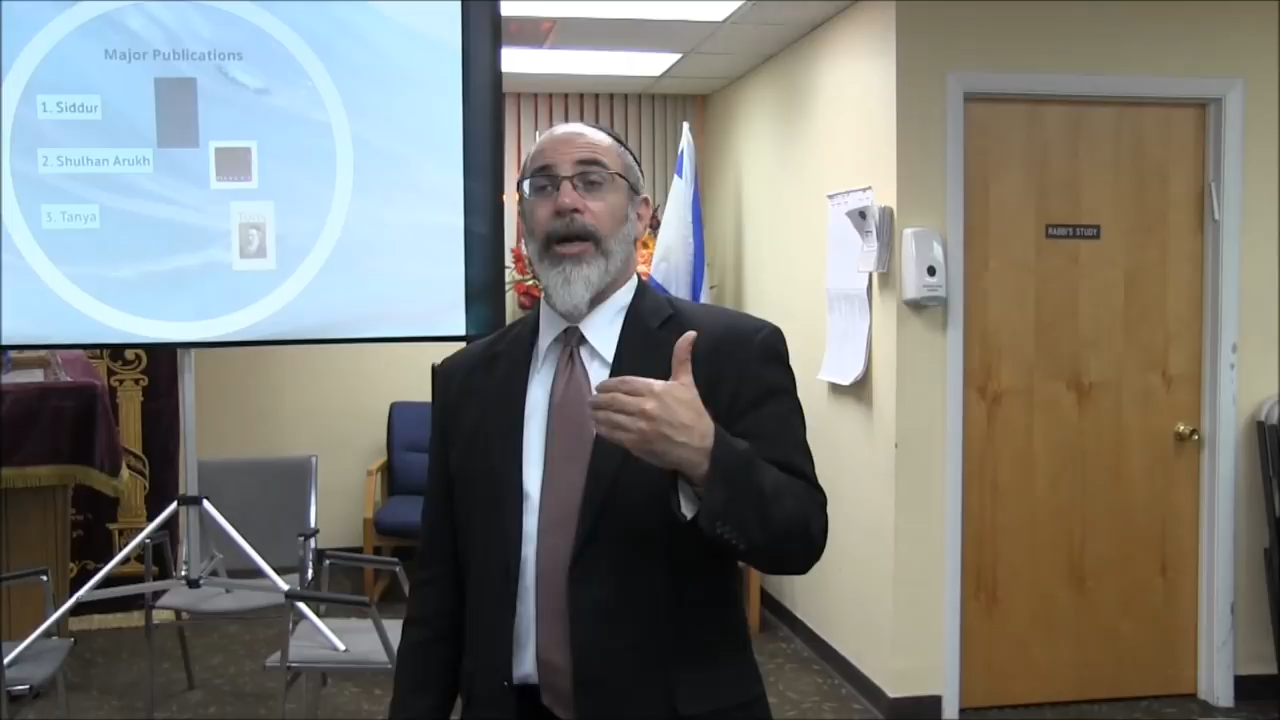 Major Publications
1. Siddur
2. Shulhan Arukh
3. Tanya
RABBI'S STUDY